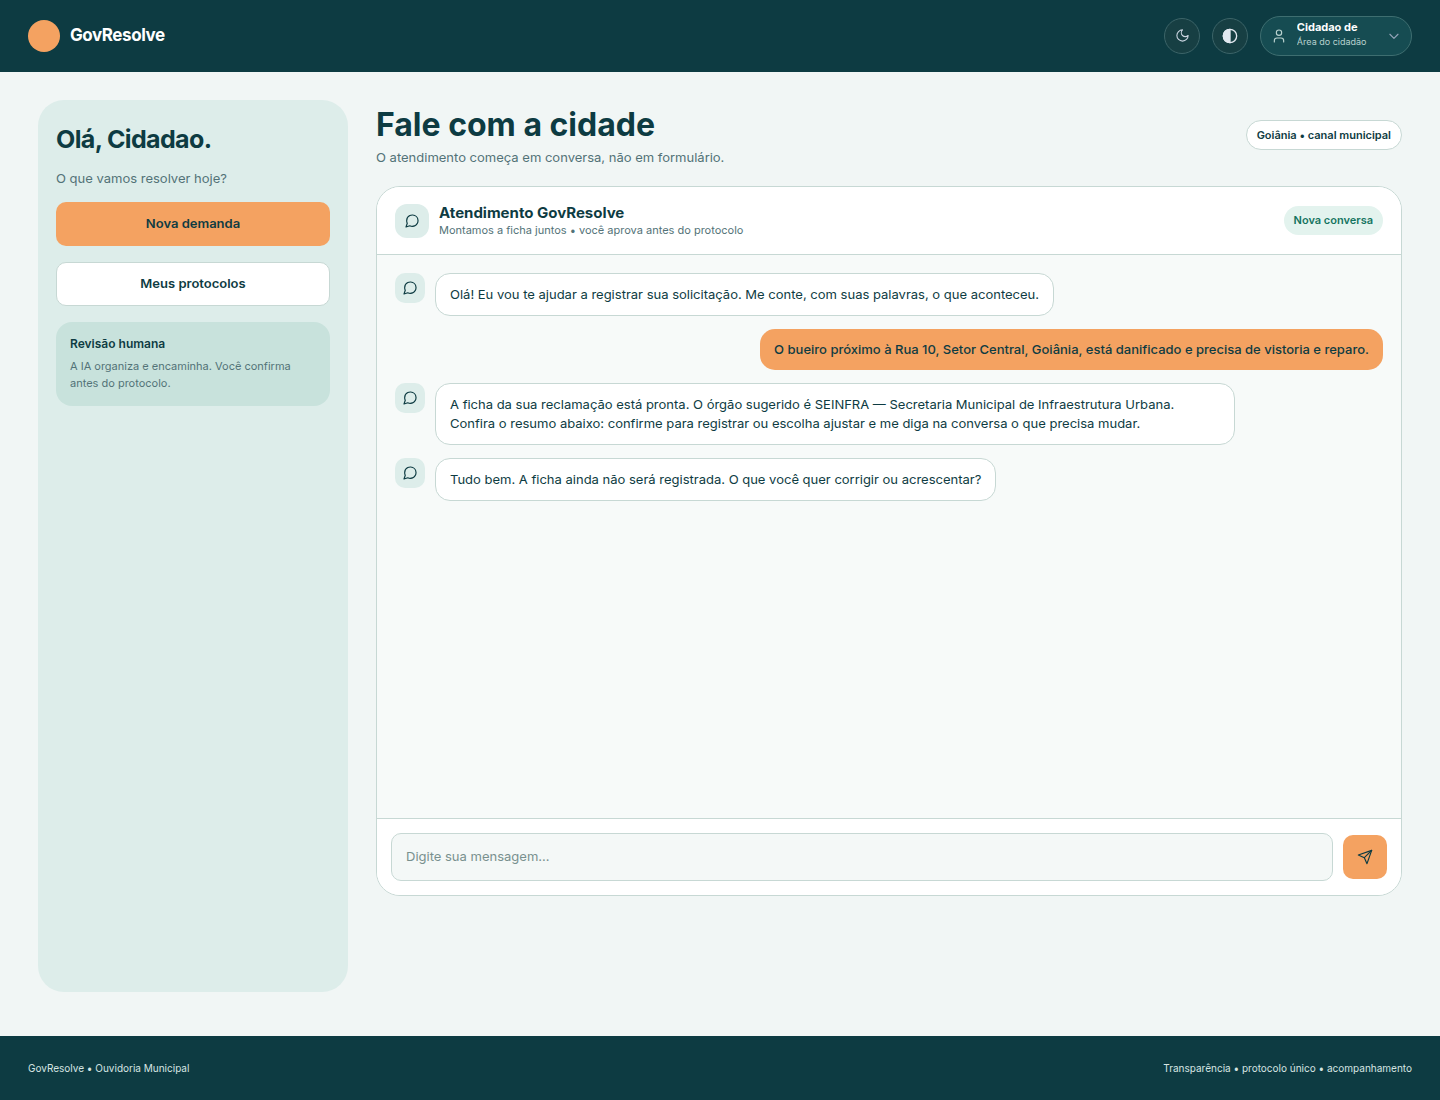 GovResolve
Cidadao de
Área do cidadão
Olá, Cidadao.
O que vamos resolver hoje?
Nova demanda
Meus protocolos
Revisão humana
A IA organiza e encaminha. Você confirma
antes do protocolo.
Fale com a cidade
O atendimento começa em conversa, não em formulário.
Goiânia • canal municipal
Atendimento GovResolve
Montamos a ficha juntos • você aprova antes do protocolo
Nova conversa
Olá! Eu vou te ajudar a registrar sua solicitação. Me conte, com suas palavras, o que aconteceu.
O bueiro próximo à Rua 10, Setor Central, Goiânia, está danificado e precisa de vistoria e reparo.
A ficha da sua reclamação está pronta. O órgão sugerido é SEINFRA — Secretaria Municipal de Infraestrutura Urbana.
Confira o resumo abaixo: confirme para registrar ou escolha ajustar e me diga na conversa o que precisa mudar.
Tudo bem. A ficha ainda não será registrada. O que você quer corrigir ou acrescentar?
Digite sua mensagem...
GovResolve • Ouvidoria Municipal
Transparência • protocolo único • acompanhamento